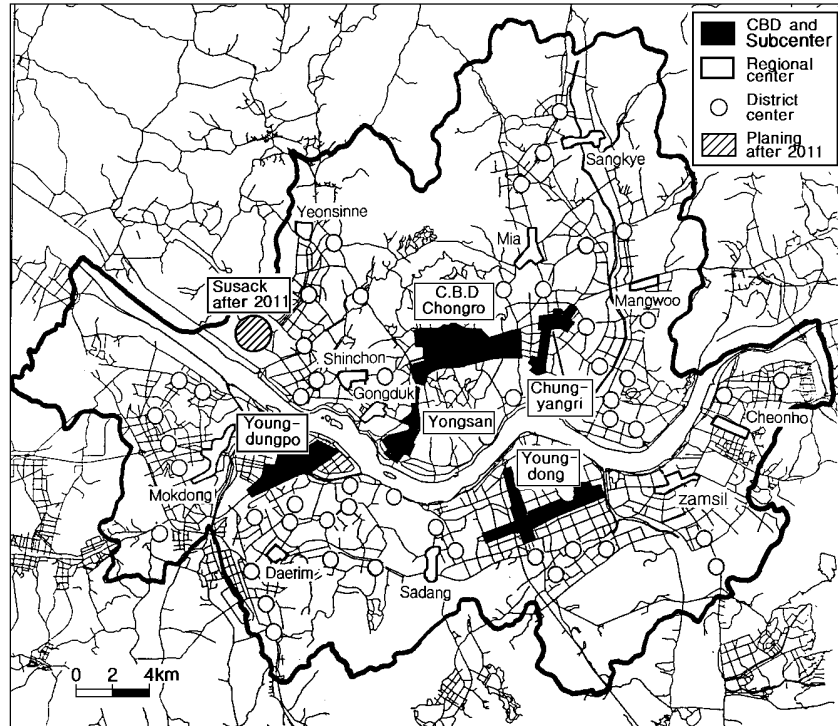 CBD and
Subcenter
Regional
center
District
center
Planing
after 2011
Sangkye
Yeonsinne
Mia
Susack
after 2011
C.B.D
Chongro
Mangwoo
Shinchon
Gongduk
Chung-
yangri
Yongsan
Cheonho
Young-
dungpo
Young-
dong
Mokdong
zamsil
Daerim
Sadang
0 2 4km